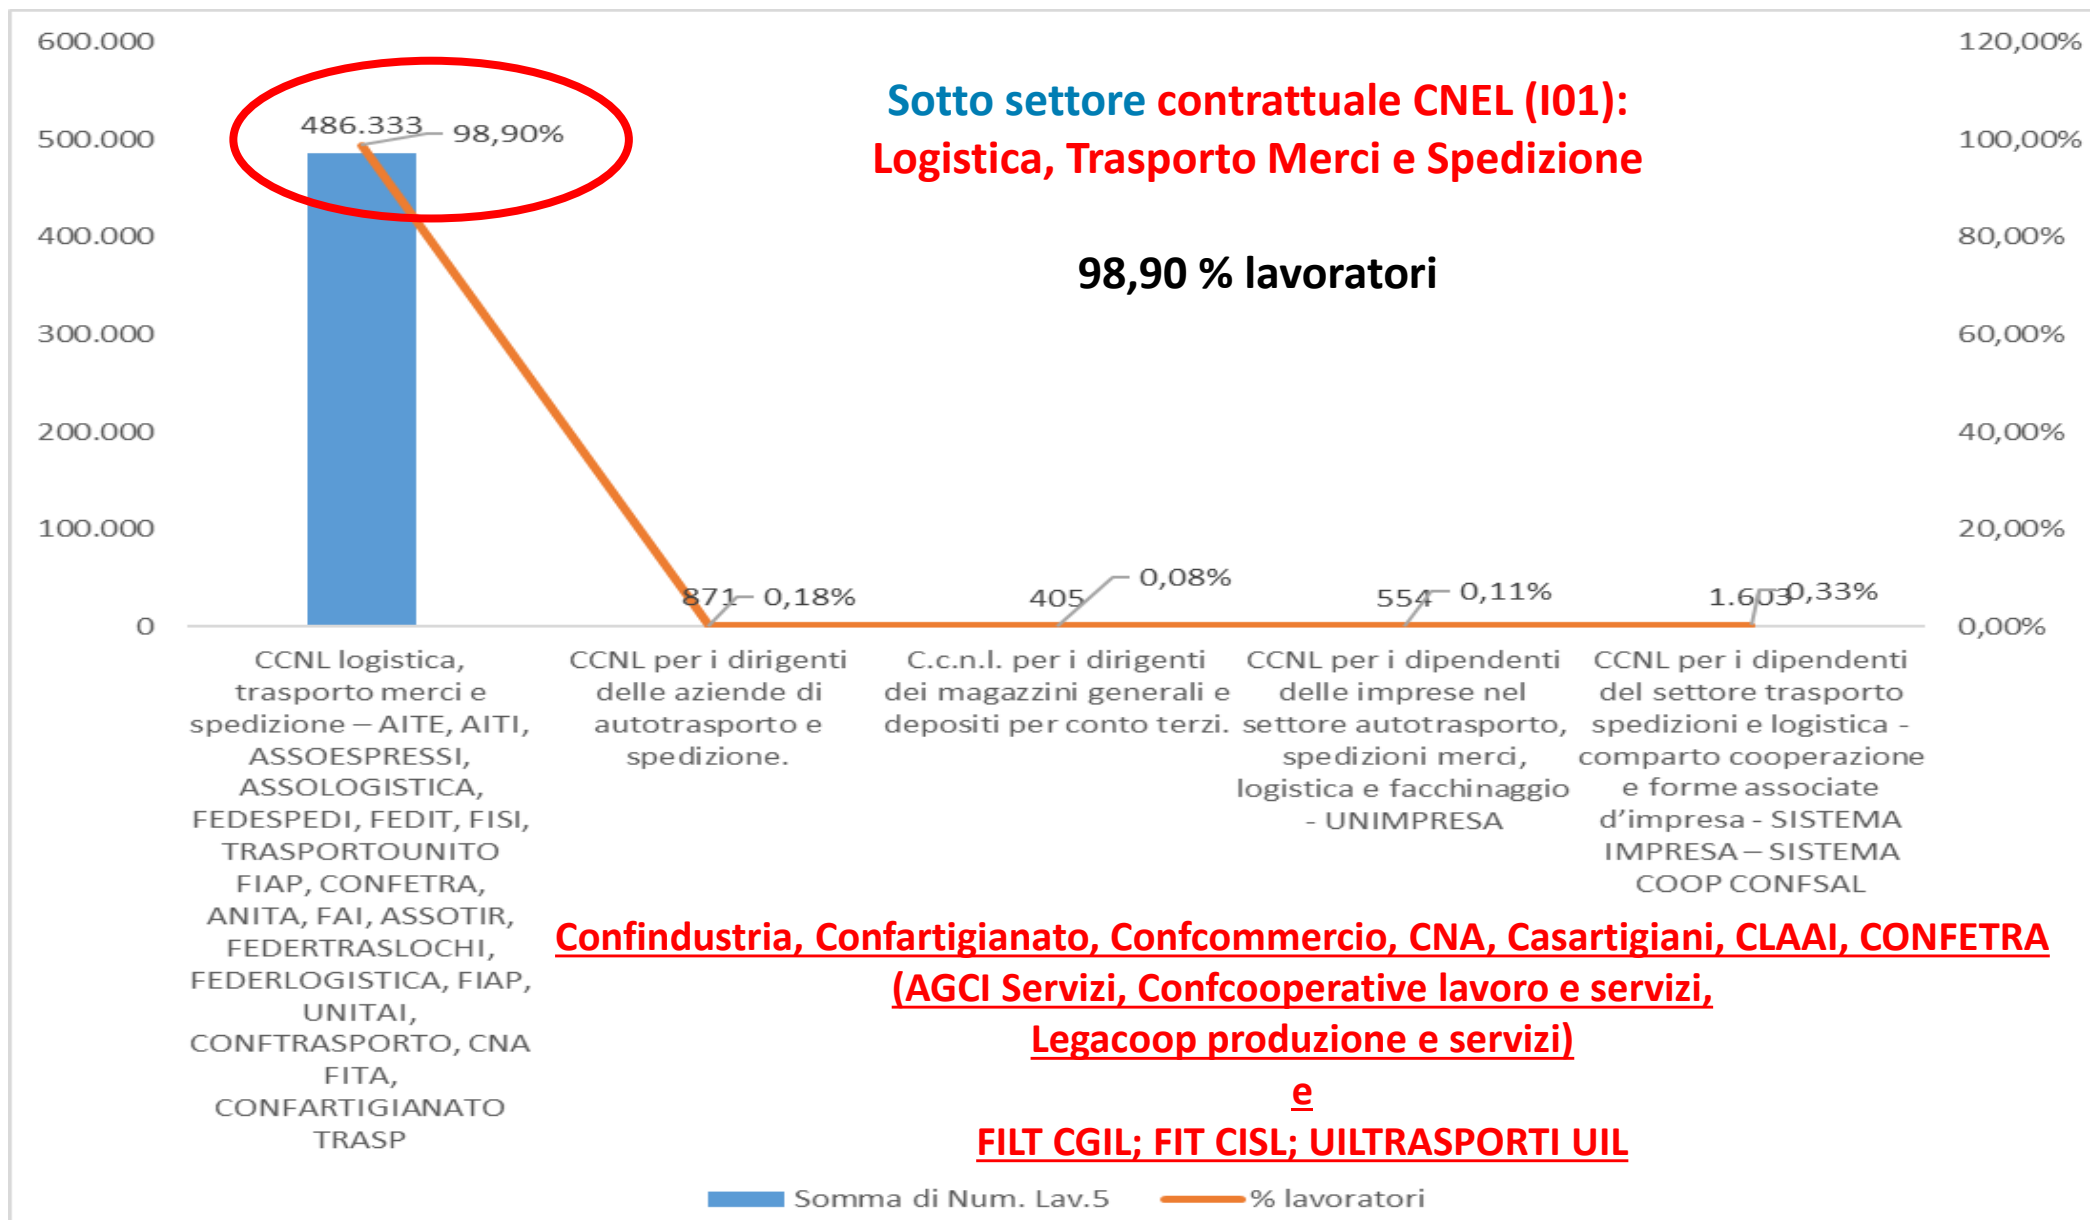 Sotto settore contrattuale CNEL (I01):
Logistica, Trasporto Merci e Spedizione
98,90 % lavoratori
600.000
500.000
400.000
300.000
200.000
100.000
0
120,00%
100,00%
80,00%
60,00%
40,00%
20,00%
0,00%
486.333
98,90%
871
0,18%
405
0,08%
554
0,11%
1.603
0,33%
CCNL logistica,
trasporto merci e
spedizione – AITE, AITI,
ASSOESPRESSI,
ASSOLOGISTICA,
FEDESPEDI, FEDIT, FISI,
TRASPORTOUNITO
FIAP, CONFETRA,
ANITA, FAI, ASSOTIR,
FEDERTRASLOCHI,
FEDERLOGISTICA, FIAP,
UNITAI,
CONFTRASPORTO, CNA
FITA,
CONFARTIGIANATO
TRASP
CCNL per i dirigenti
delle aziende di
autotrasporto e
spedizione.
C.c.n.l. per i dirigenti
dei magazzini generali e
depositi per conto terzi.
CCNL per i dipendenti
delle imprese nel
settore autotrasporto,
spedizioni merci,
logistica e facchinaggio
- UNIMPRESA
CCNL per i dipendenti
del settore trasporto
spedizioni e logistica -
comparto cooperazione
e forme associate
d’impresa - SISTEMA
IMPRESA – SISTEMA
COOP CONFSAL
Confindustria, Confartigianato, Confcommercio, CNA, Casartigiani, CLAAI, CONFETRA
(AGCI Servizi, Confcooperative lavoro e servizi,
Legacoop produzione e servizi)
e
FILT CGIL; FIT CISL; UILTRASPORTI UIL
Somma di Num. Lav.5
% lavoratori